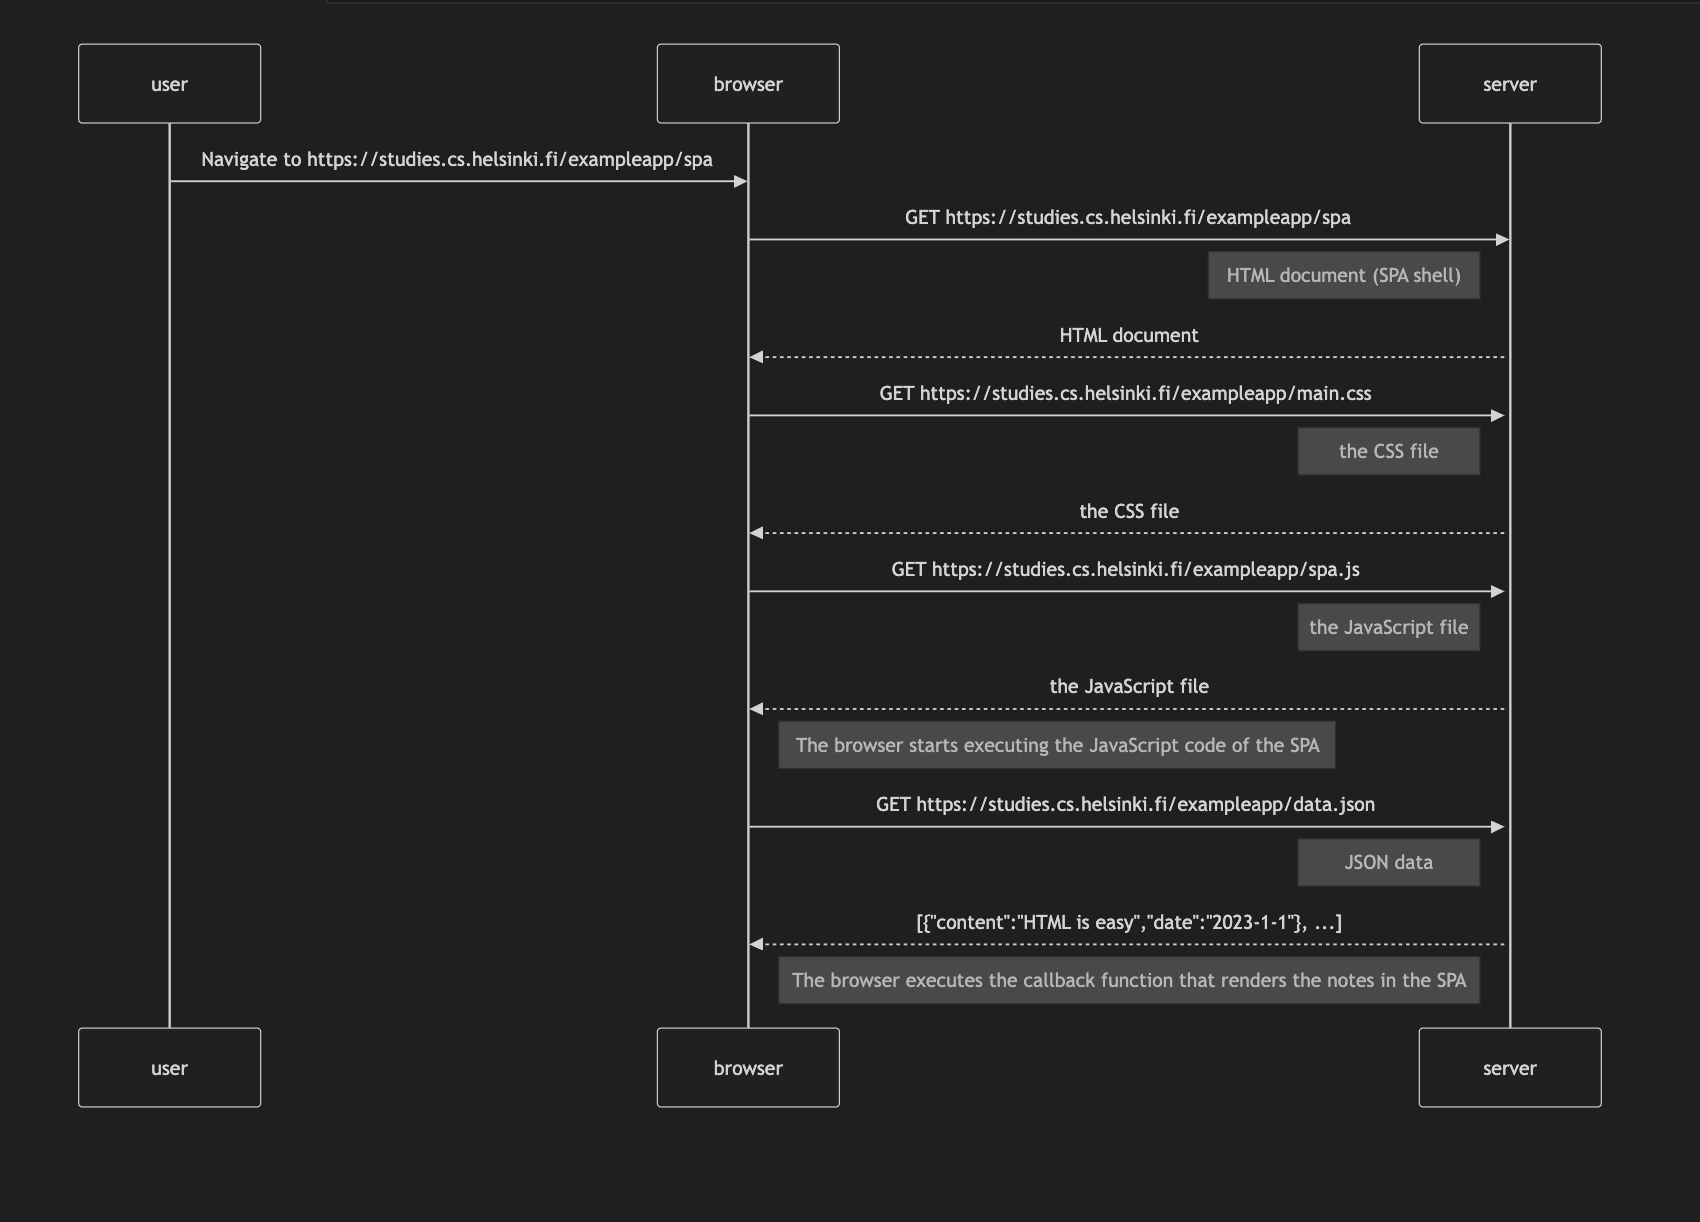 user
browser
server
Navigate to https://studies.cs.helsinki.fi/exampleapp/spa
GET https://studies.cs.helsinki.fi/exampleapp/spa
HTML document (SPA shell)
HTML document
GET https://studies.cs.helsinki.fi/exampleapp/main.css
the CSS file
the CSS file
GET https://studies.cs.helsinki.fi/exampleapp/spa.js
the JavaScript file
the JavaScript file
The browser starts executing the JavaScript code of the SPA
GET https://studies.cs.helsinki.fi/exampleapp/data.json
JSON data
[{"content":"HTML is easy","date":"2023-1-1"}, ...]
The browser executes the callback function that renders the notes in the SPA
user
browser
server